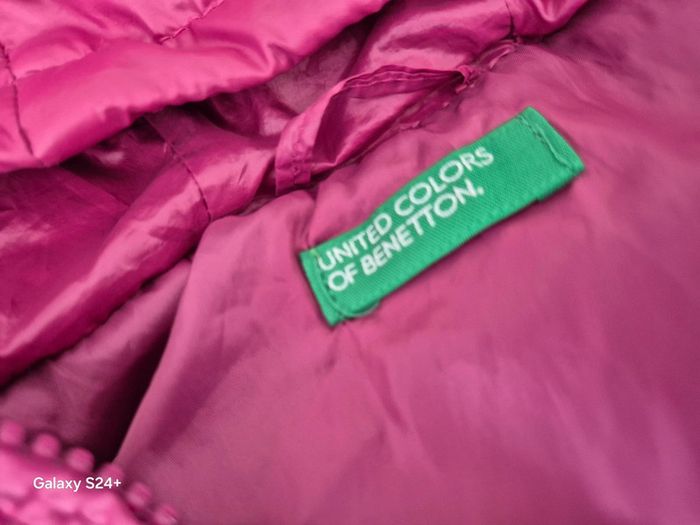 UNITED COLORS
OF BENETTON.
Galaxy S24+